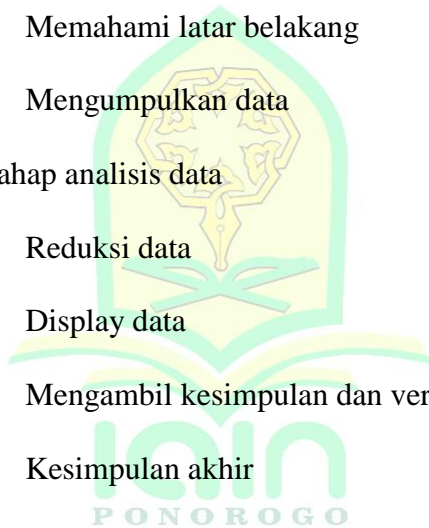 Memahami latar belakang
Mengumpulkan data
ahap analisis data
Reduksi data
Display data
Mengambil kesimpulan dan ver
Kesimpulan akhir
iain
PONOROGO